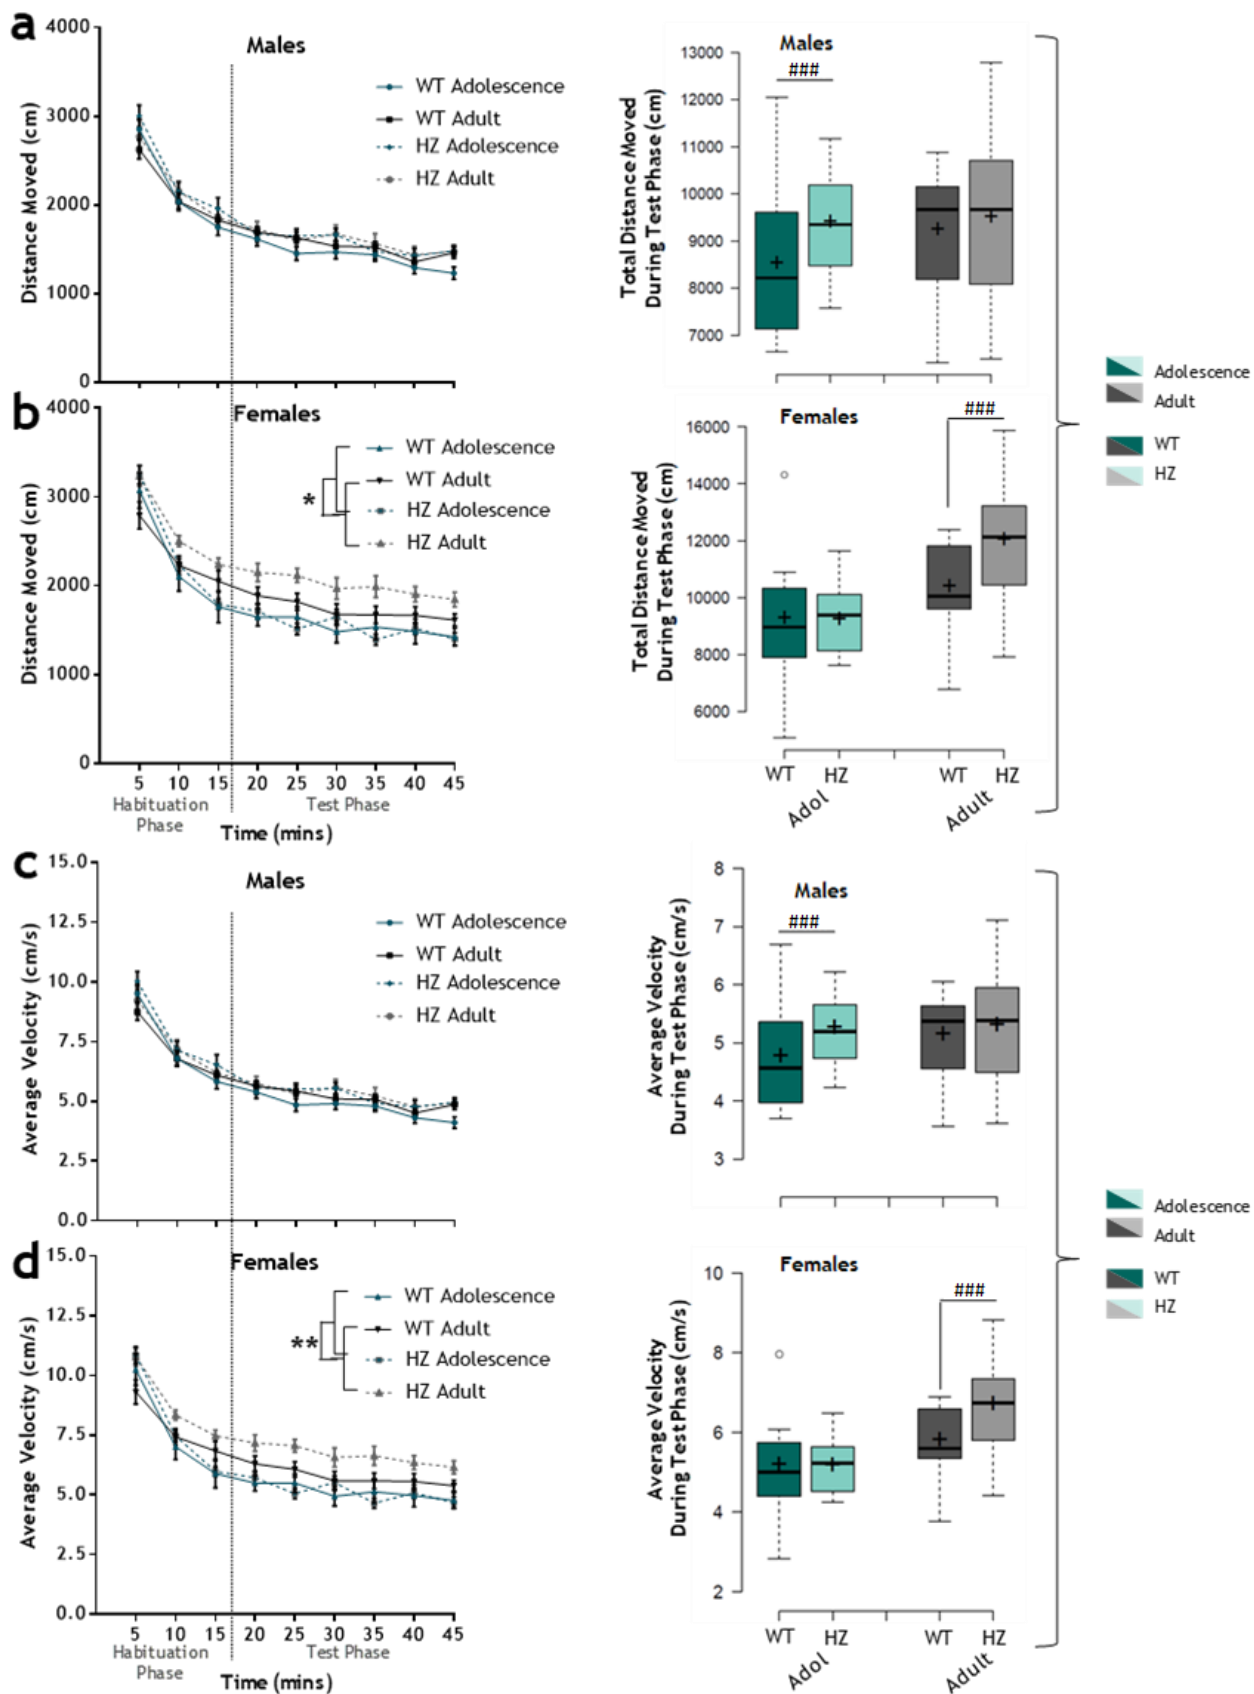 a
4000
3000
2000
1000
0
Distance Moved (cm)
Males
WT Adolescence
WT Adult
HZ Adolescence
HZ Adult
13000
12000
11000
10000
9000
8000
7000
Total Distance Moved
During Test Phase (cm)
Males
###
b
4000
3000
2000
1000
0
Distance Moved (cm)
Females
*
WT Adolescence
WT Adult
HZ Adolescence
HZ Adult
5 10 15 20 25 30 35 40 45
Habituation
Phase
Test Phase
Time (mins)
16000
14000
12000
10000
8000
6000
Total Distance Moved
During Test Phase (cm)
Females
###
WT HZ WT HZ
Adol Adult
Adolescence
Adult
WT
HZ
c
15.0
12.5
10.0
7.5
5.0
2.5
0.0
Average Velocity (cm/s)
Males
WT Adolescence
WT Adult
HZ Adolescence
HZ Adult
8
7
6
5
4
3
Average Velocity
During Test Phase (cm/s)
Males
###
d
15.0
12.5
10.0
7.5
5.0
2.5
0.0
Average Velocity (cm/s)
Females
**
WT Adolescence
WT Adult
HZ Adolescence
HZ Adult
5 10 15 20 25 30 35 40 45
Habituation
Phase
Test Phase
Time (mins)
10
8
6
4
2
Average Velocity
During Test Phase (cm/s)
Females
###
WT HZ WT HZ
Adol Adult
Adolescence
Adult
WT
HZ